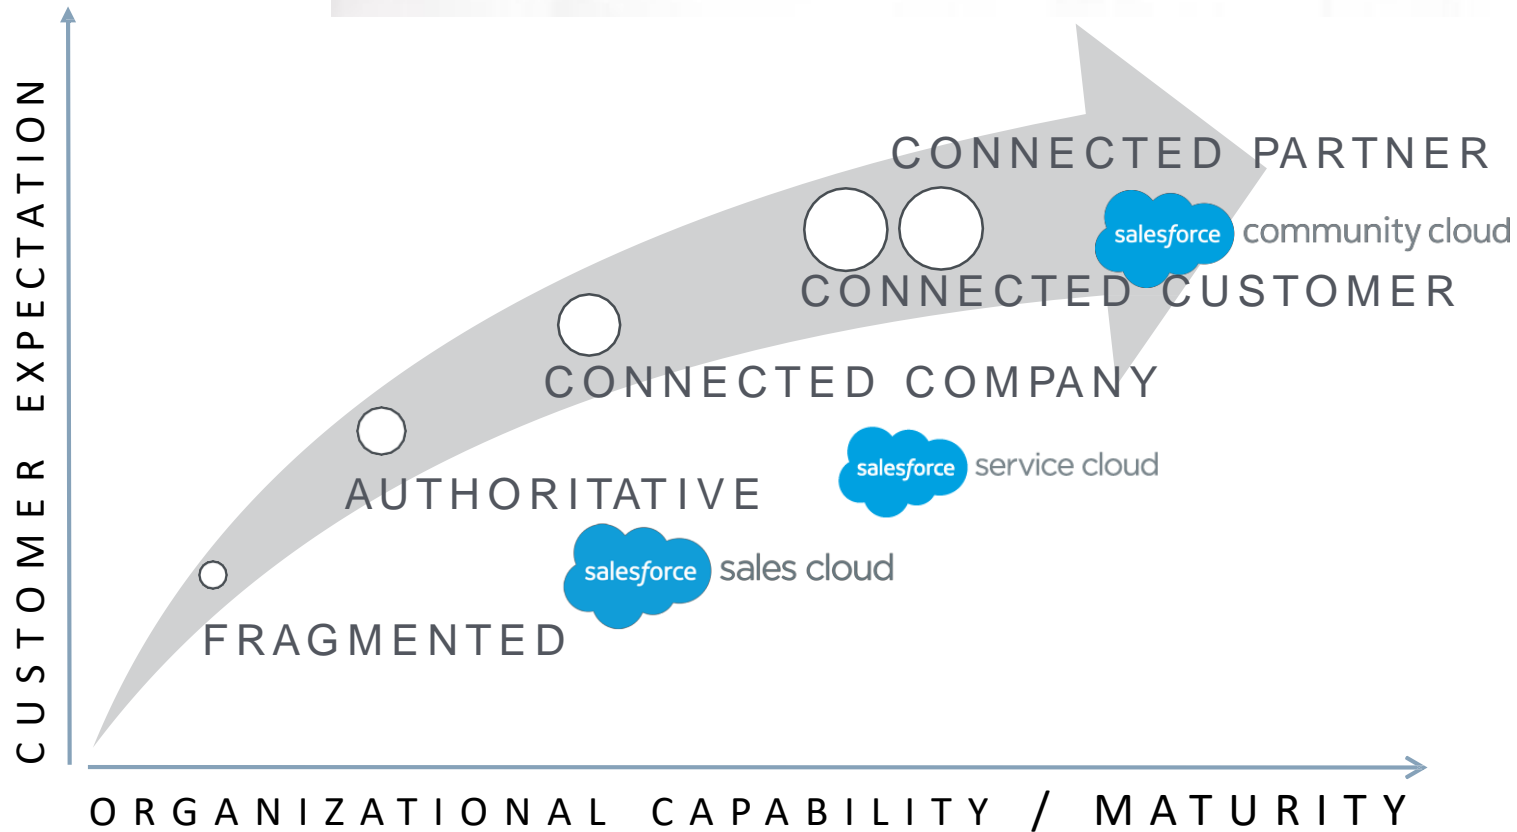 CUSTOMER EXPECTATION
CONNECTED PARTNER
salesforce community cloud
CONNECTED CUSTOMER
CONNECTED COMPANY
salesforce service cloud
AUTHORITATIVE
salesforce sales cloud
FRAGMENTED
ORGANIZATIONAL CAPABILITY / MATURITY